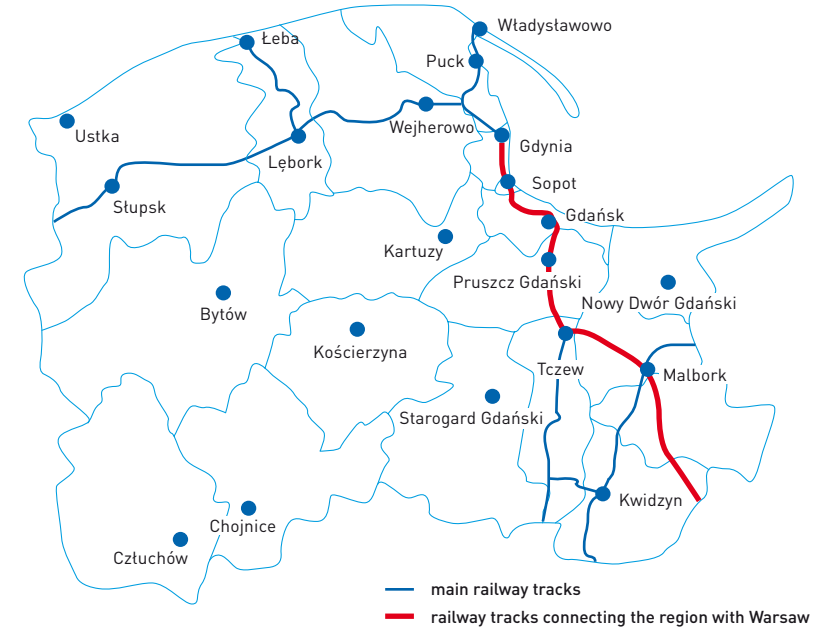 Władysławowo
Łeba
Puck
Ustka
Wejherowo
Gdynia
Lębork
Sopot
Słupsk
Gdańsk
Kartuzy
Pruszcz Gdański
Nowy Dwór Gdański
Bytów
Kościerzyna
Tczew
Malbork
Starogard Gdański
Kwidzyn
Chojnice
Człuchów
main railway tracks
railway tracks connecting the region with Warsaw